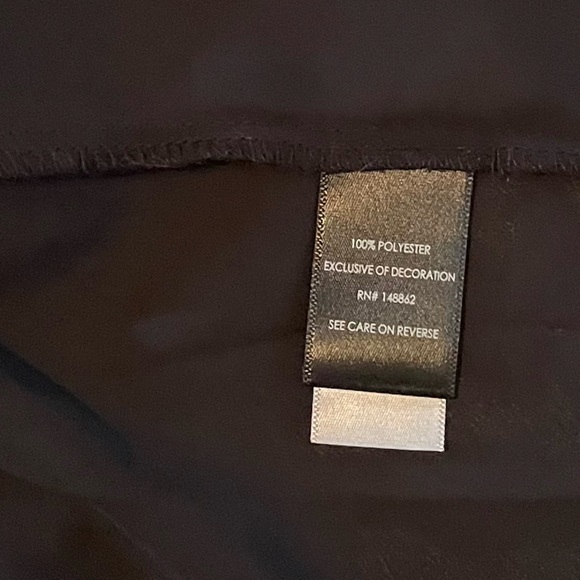 100% POLYESTER
EXCLUSIVE OF DECORATION
RN# 148862
SEE CARE ON REVERSE